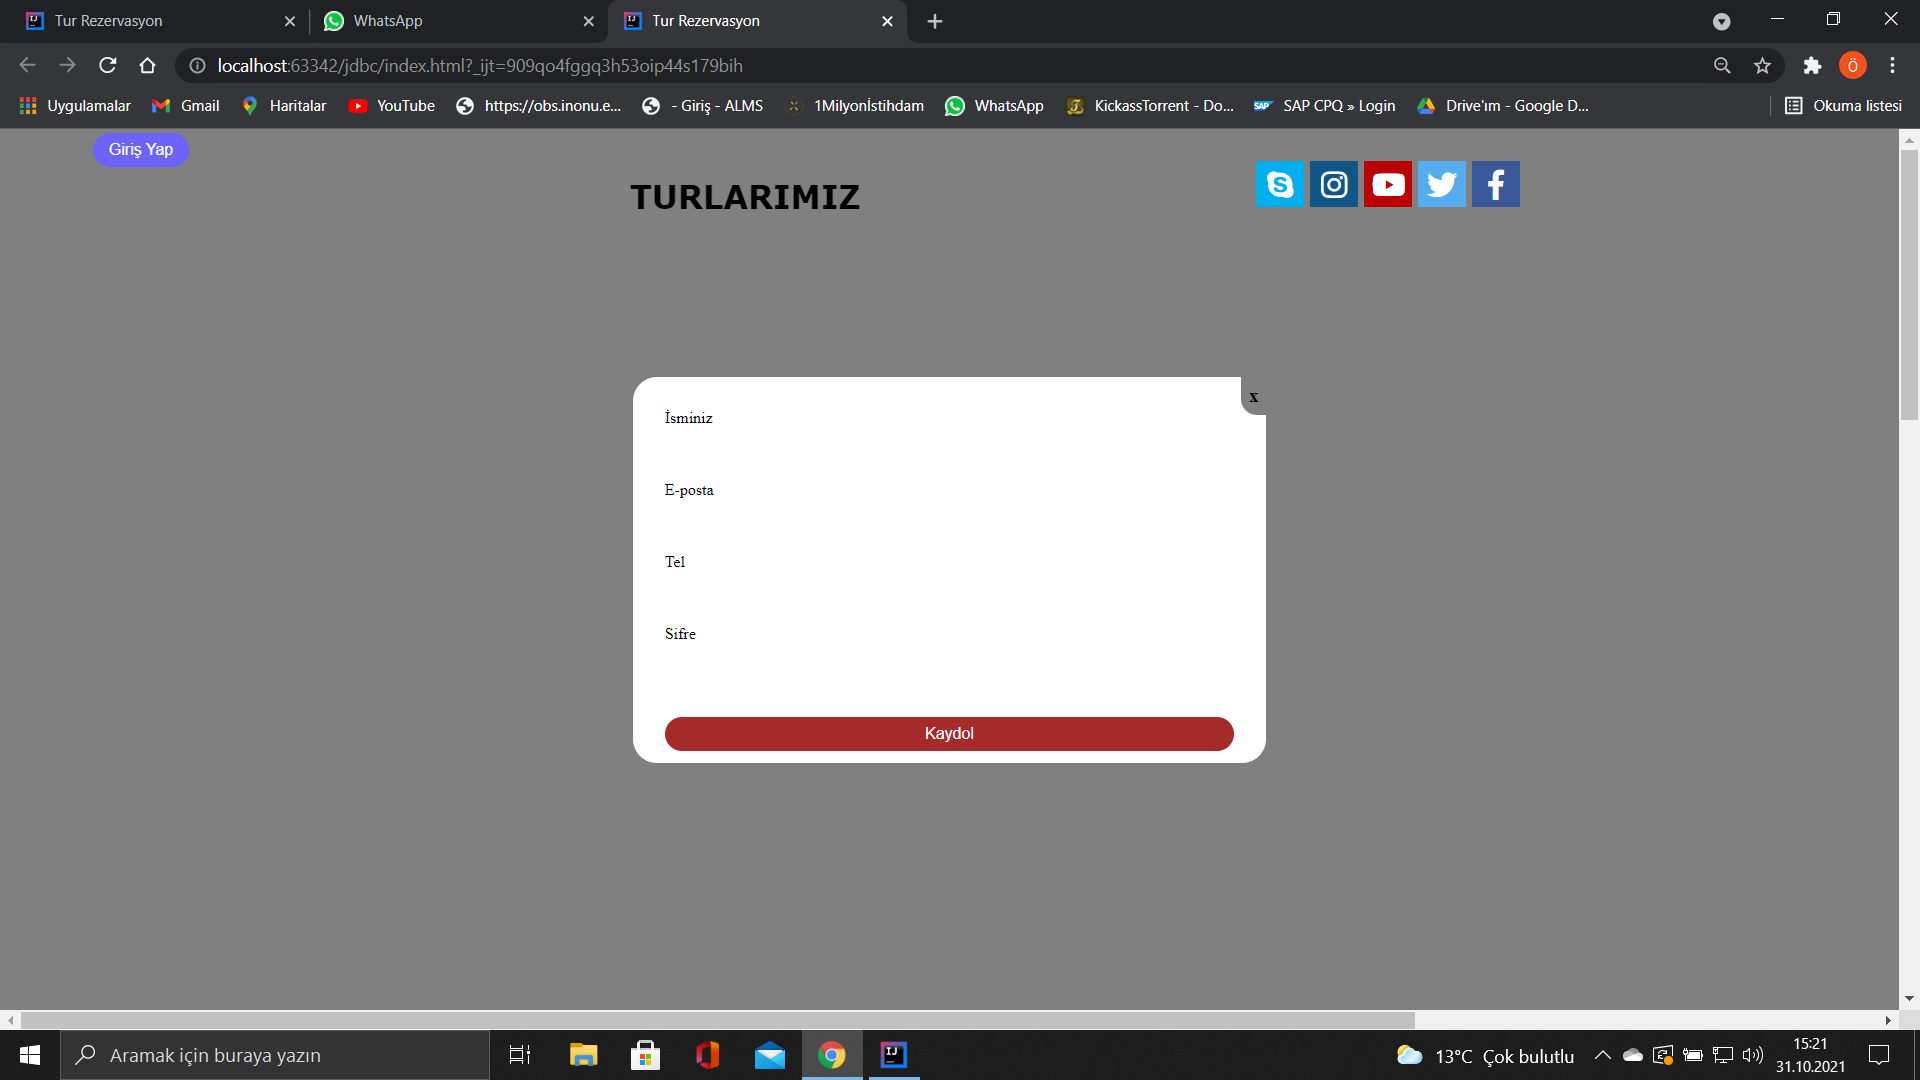 Tur Rezervasyon
WhatsApp
Tur Rezervasyon
localhost:63342/jdbc/index.html?_ijt=909qo4fggq3h53oip44s179bih
Ö
Uygulamalar
Gmail
Haritalar
YouTube
https://obs.inonu.e...
- Giriş - ALMS
1Milyonİstihdam
WhatsApp
KickassTorrent - Do...
SAP CPQ » Login
Drive'ım - Google D...
Okuma listesi
Giriş Yap
TURLARIMIZ
x
İsminiz
E-posta
Tel
Sifre
Kaydol
Aramak için buraya yazın
13°C Çok bulutlu
15:21
31.10.2021